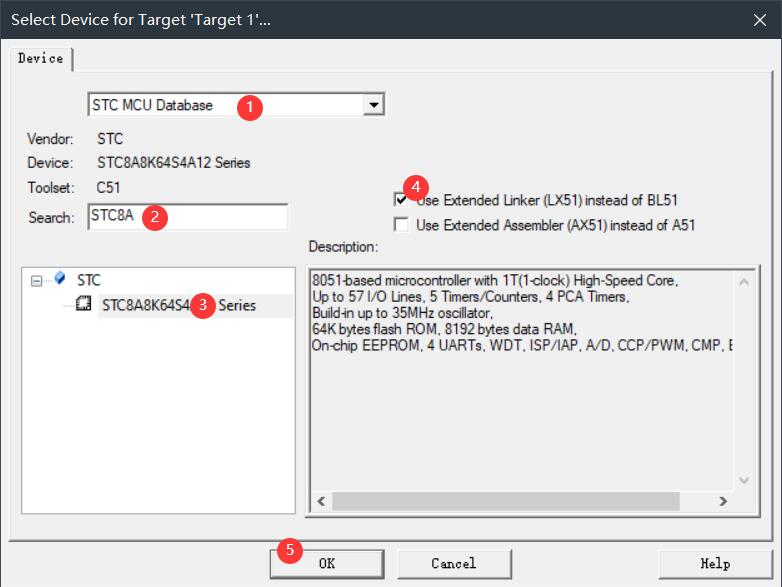 Select Device for Target 'Target 1'...
Device
STC MCU Database
1
Vendor: STC
Device: STC8A8K64S4A12 Series
Toolset: C51
Search: STC8A
2
4
Use Extended Linker (LX51) instead of BL51
Use Extended Assembler (AX51) instead of A51
Description:
STC
STC8A8K64S4 Series
3
8051-based microcontroller with 1T(1-clock) High-Speed Core,
Up to 57 I/O Lines, 5 Timers/Counters, 4 PCA Timers,
Build-in up to 35MHz oscillator,
64K bytes flash ROM, 8192 bytes data RAM,
On-chip EEPROM, 4 UARTs, WDT, ISP/IAP, A/D, CCP/PWM, CMP,
5
OK
Cancel
Help